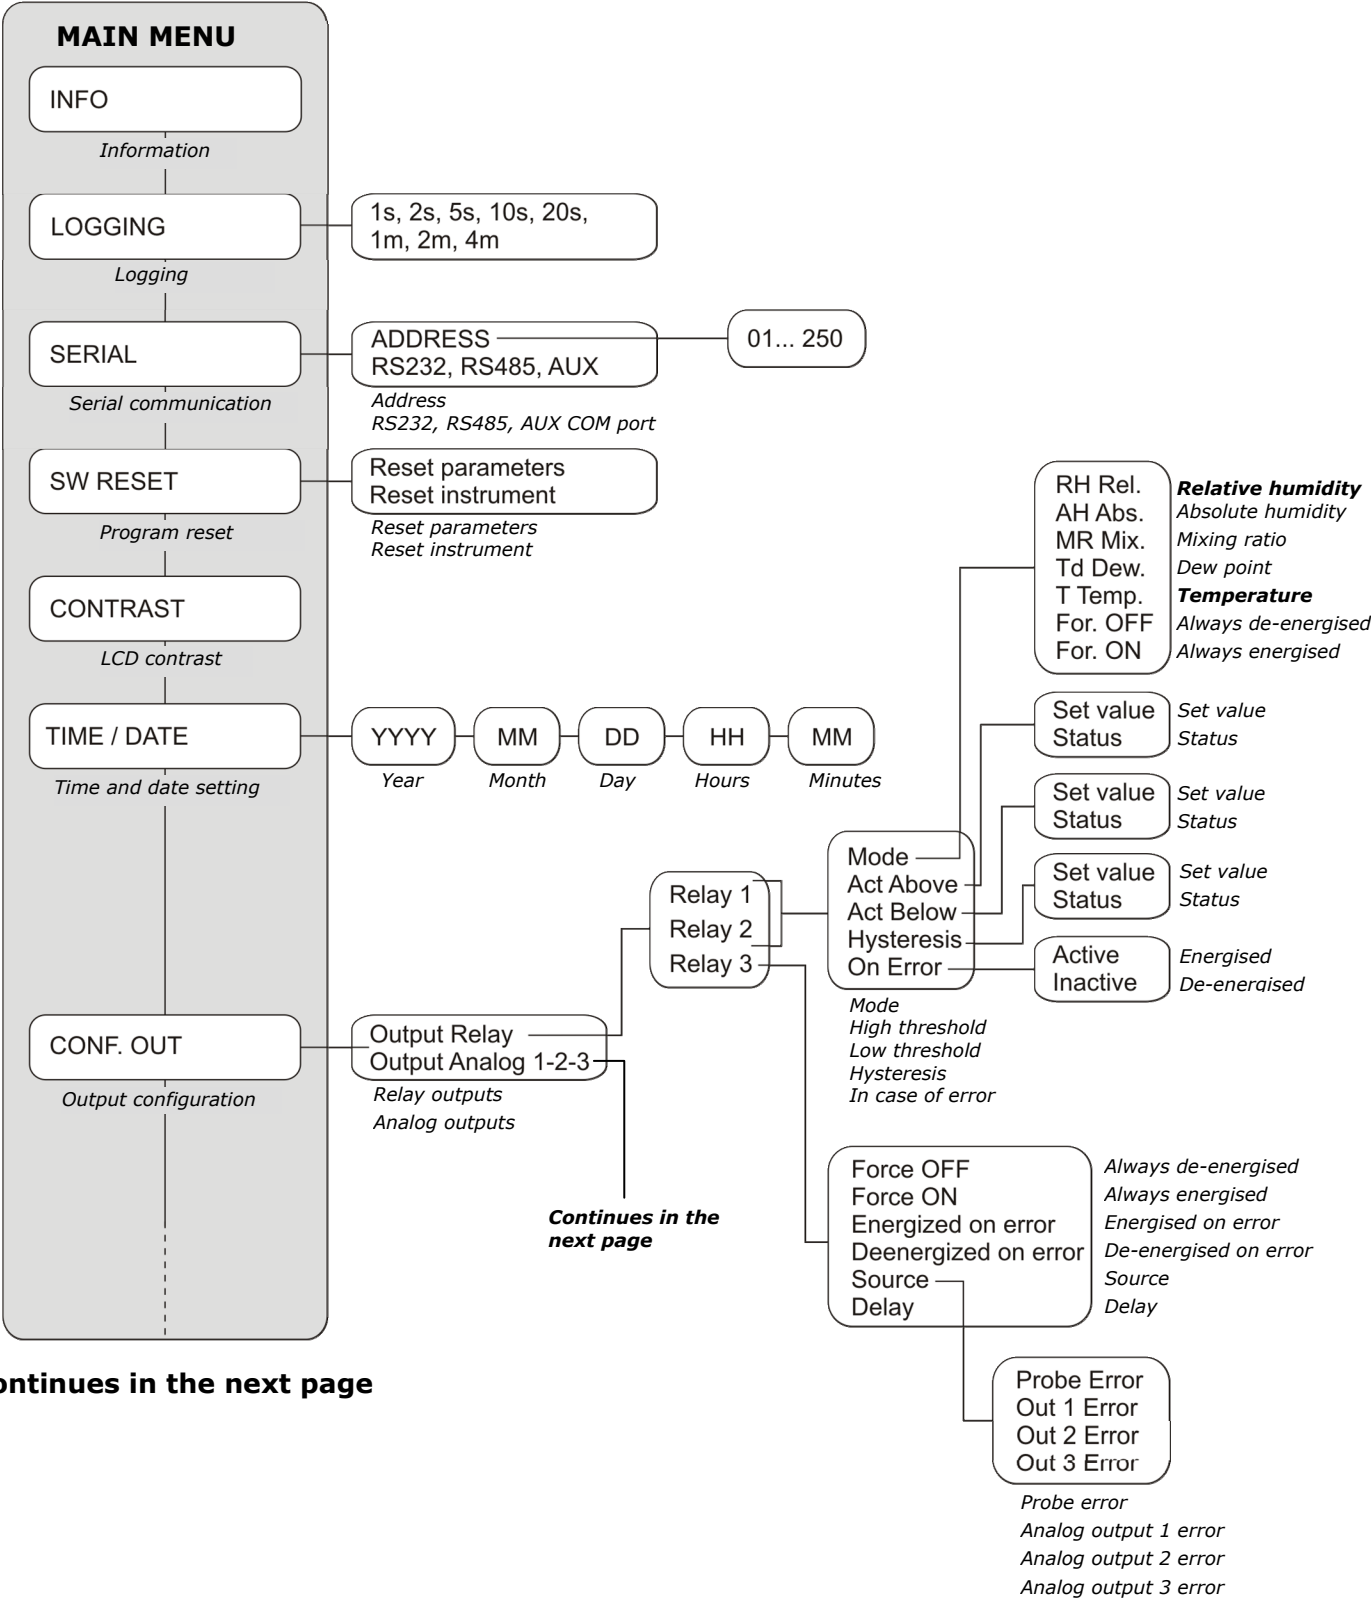 MAIN MENU
INFO
Information
LOGGING
Logging
1s, 2s, 5s, 10s, 20s,
1m, 2m, 4m
SERIAL
Serial communication
ADDRESS
RS232, RS485, AUX
Address
RS232, RS485, AUX COM port
01... 250
SW RESET
Program reset
Reset parameters
Reset instrument
Reset parameters
Reset instrument
CONTRAST
LCD contrast
TIME / DATE
Time and date setting
YYYY
Year
MM
Month
DD
Day
HH
Hours
MM
Minutes
CONF. OUT
Output configuration
Output Relay
Output Analog 1-2-3
Relay outputs
Analog outputs
Continues in the
next page
Relay 1
Relay 2
Relay 3
Mode
Act Above
Act Below
Hysteresis
On Error
Mode
High threshold
Low threshold
Hysteresis
In case of error
RH Rel.
AH Abs.
MR Mix.
Td Dew.
T Temp.
For. OFF
For. ON
Relative humidity
Absolute humidity
Mixing ratio
Dew point
Temperature
Always de-energised
Always energised
Set value
Status
Set value
Status
Set value
Status
Set value
Status
Set value
Status
Set value
Status
Active
Inactive
Energised
De-energised
Force OFF
Force ON
Energized on error
Deenergized on error
Source
Delay
Always de-energised
Always energised
Energised on error
De-energised on error
Source
Delay
Probe Error
Out 1 Error
Out 2 Error
Out 3 Error
Probe error
Analog output 1 error
Analog output 2 error
Analog output 3 error
ontinues in the next page